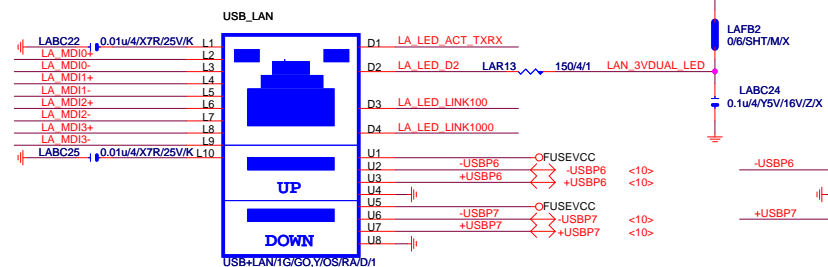 USB_LAN
LABC22 0.01u/4/X7R/25V/K L1 D1 LA_LED_ACT_TXRX LAFB2
LA_MDI0+ L2 0/6/SHT/M/X
LA_MDI0- L3 D2 LA_LED_D2 LAR13 150/4/1 LAN_3VDUAL_LED
LA_MDI1+ L4
LA_MDI1- L5 LABC24
LA_MDI2+ L6 D3 LA_LED_LINK100 0.1u/4/Y5V/16V/Z/X
LA_MDI2- L7
LA_MDI3+ L8 D4 LA_LED_LINK1000
LA_MDI3- L9
LABC25 0.01u/4/X7R/25V/K L10 U1 FUSEVCC
U2 -USBP6 -USBP6 <10> -USBP6
UP U3 +USBP6 +USBP6 <10>
U4
U5 FUSEVCC
U6 -USBP7 -USBP7 <10> +USBP7
DOWN U7 +USBP7 +USBP7 <10>
U8
USB+LAN/1G/GO,Y/OS/RA/D/1